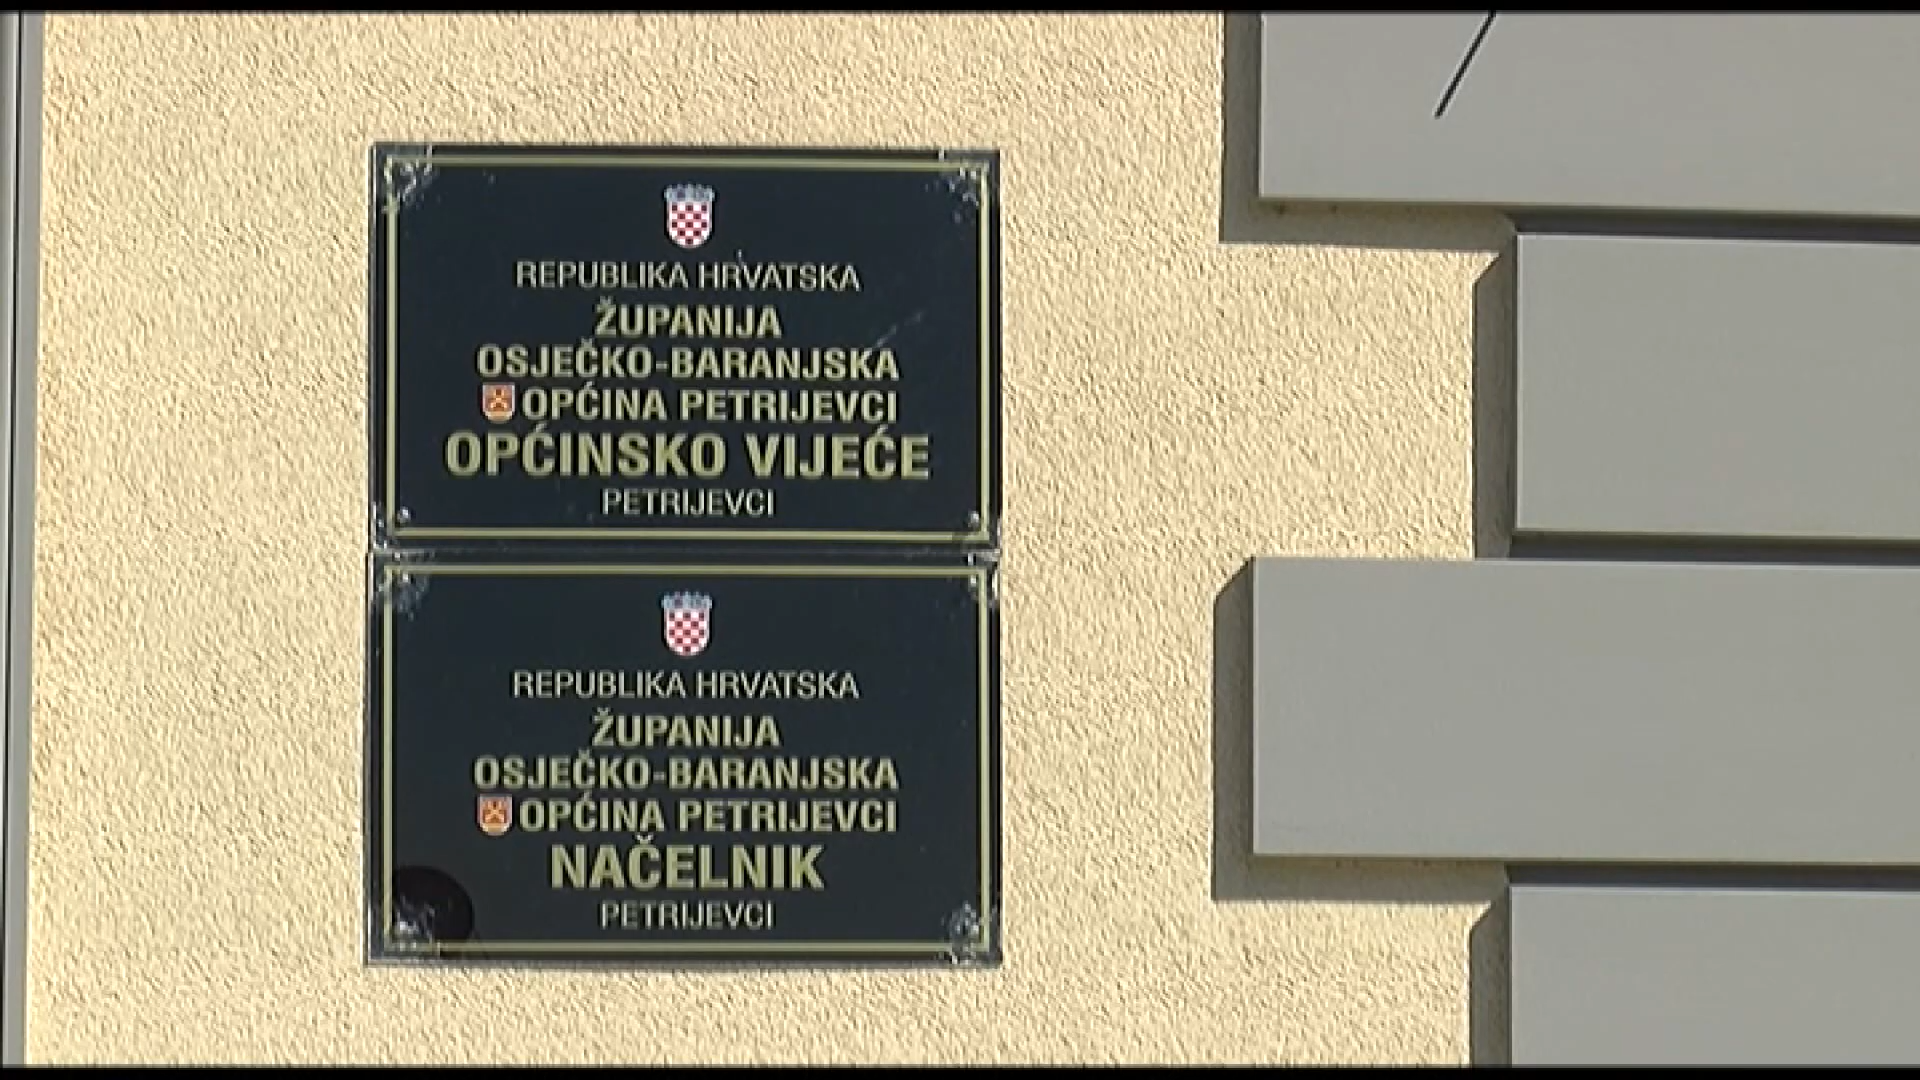 REPUBLIKA HRVATSKA
ŽUPANIJA
OSJEČKO-BARANJSKA
OPĆINA PETRIJEVCI
OPĆINSKO VIJEĆE
PETRIJEVCI
REPUBLIKA HRVATSKA
ŽUPANIJA
OSJEČKO-BARANJSKA
OPĆINA PETRIJEVCI
NAČELNIK
PETRIJEVCI